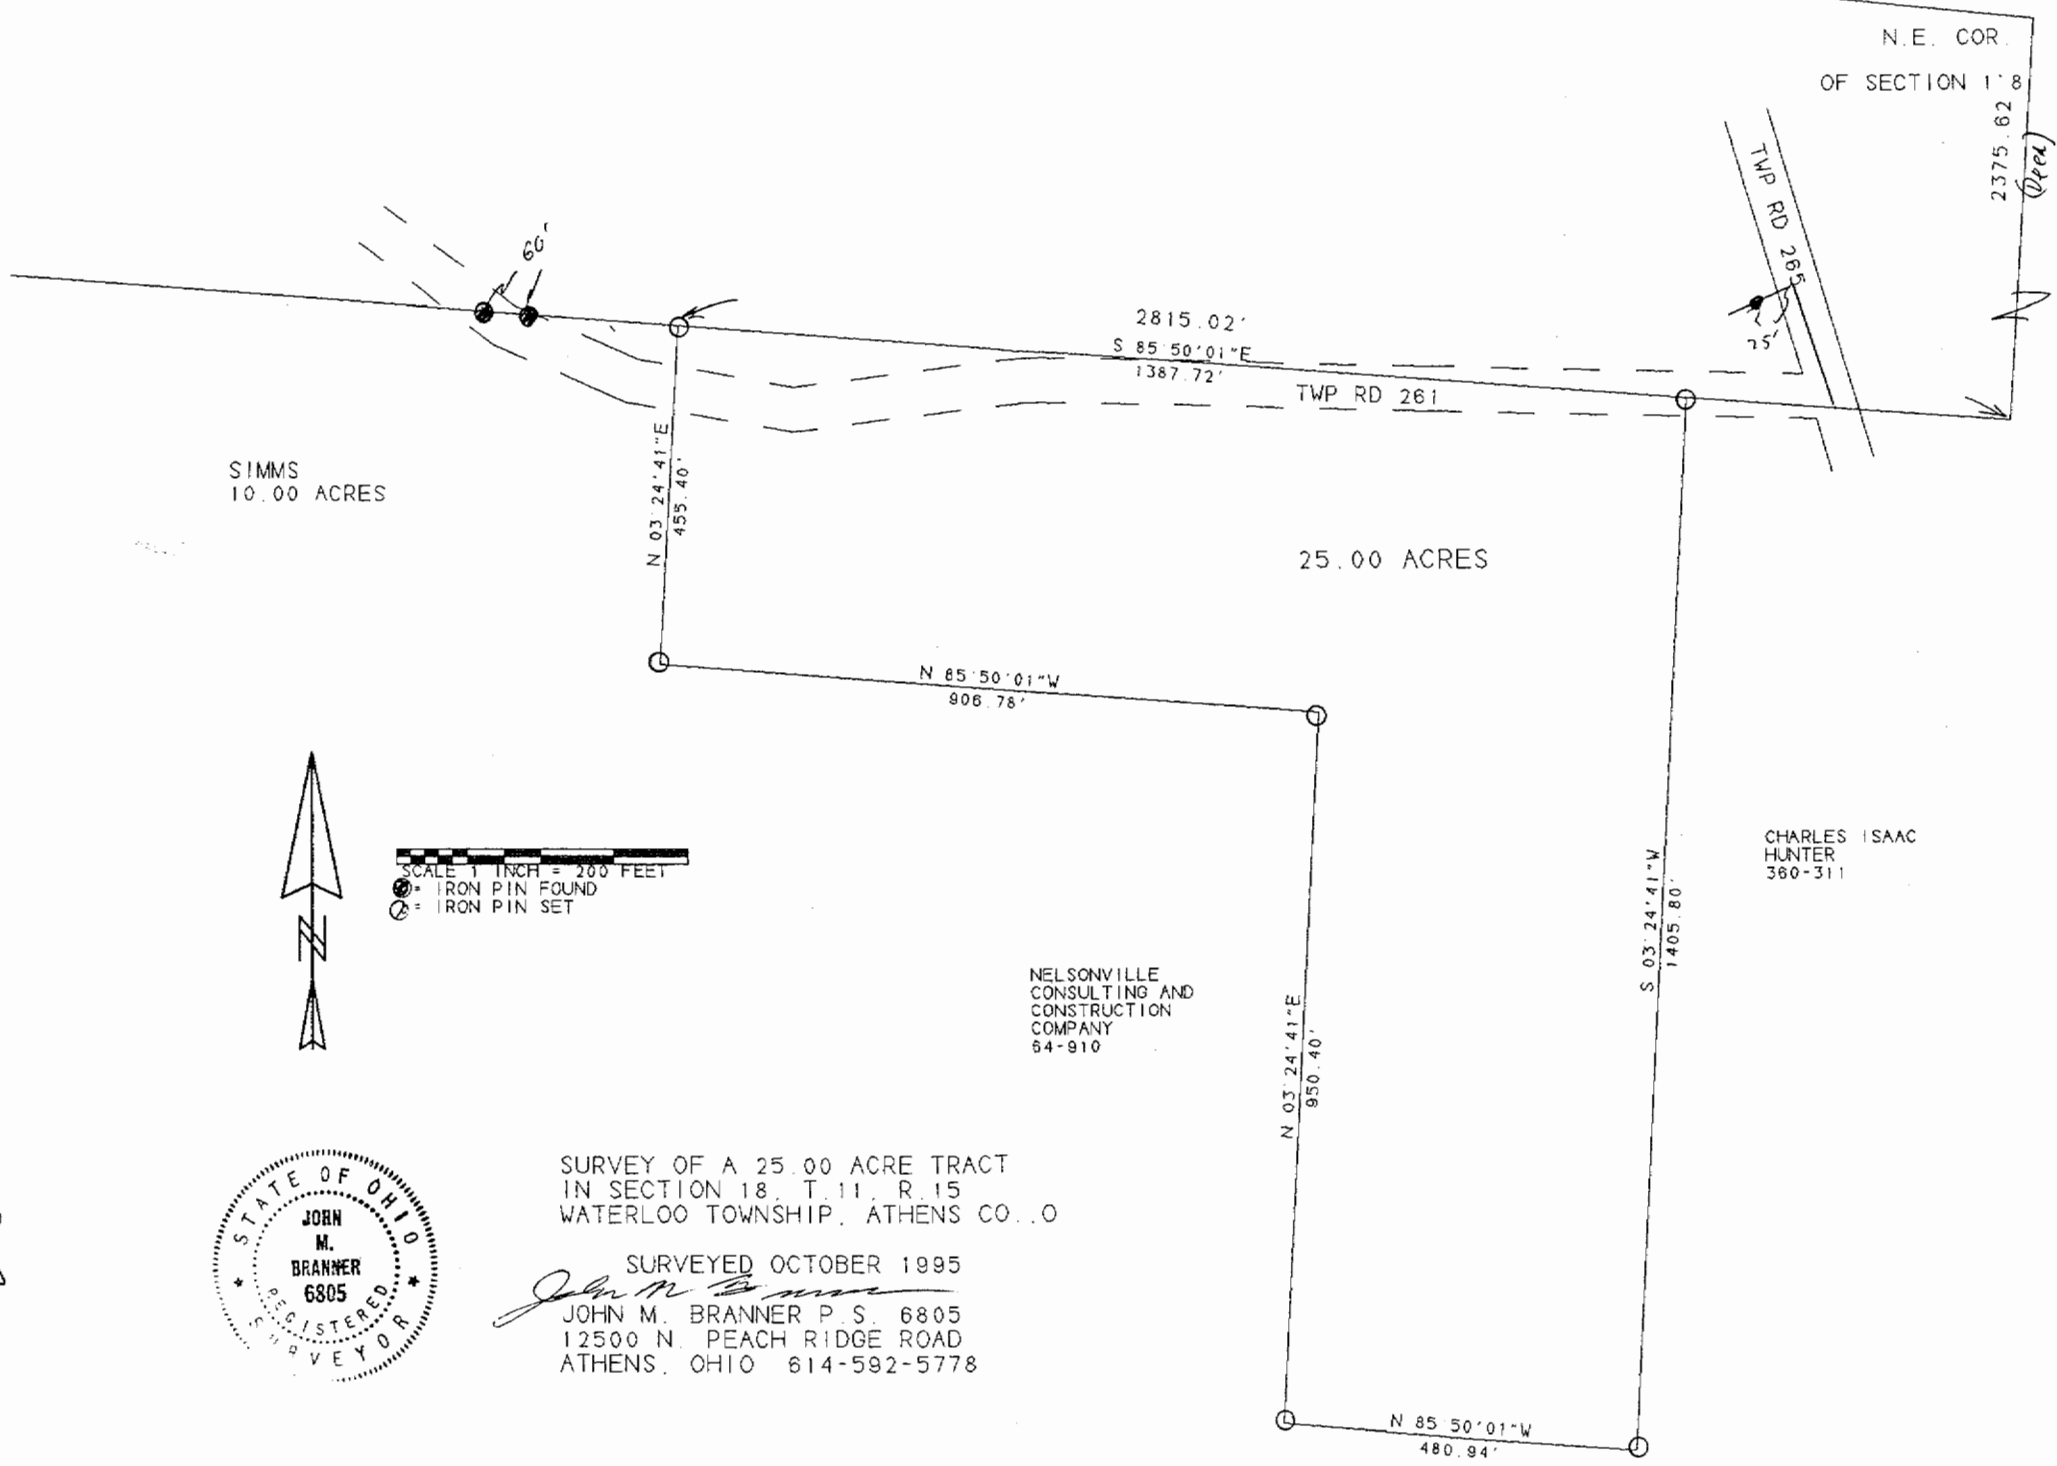 N.E. COR.
OF SECTION 18
2375.62
(Deed)
TWP RD 265
60'
25'
2815.02'
S 85°50'01"E
1387.72'
TWP RD 261
N 03°24'41"E
455.40'
SIMMS
10.00 ACRES
25.00 ACRES
N 85°50'01"W
906.78'
SCALE 1 INCH = 200 FEET
= IRON PIN FOUND
= IRON PIN SET
N
CHARLES ISAAC
HUNTER
360-311
S 03°24'41"W
1405.80'
NELSONVILLE
CONSULTING AND
CONSTRUCTION
COMPANY
64-910
N 03°24'41"E
950.40'
N 85°50'01"W
480.94'
STATE OF OHIO
JOHN
M.
BRANNER
6805
REGISTERED
SURVEYOR
SURVEY OF A 25.00 ACRE TRACT
IN SECTION 18, T.11, R.15
WATERLOO TOWNSHIP, ATHENS CO.,O
SURVEYED OCTOBER 1995
John M Branner
JOHN M. BRANNER P.S. 6805
12500 N. PEACH RIDGE ROAD
ATHENS, OHIO 614-592-5778